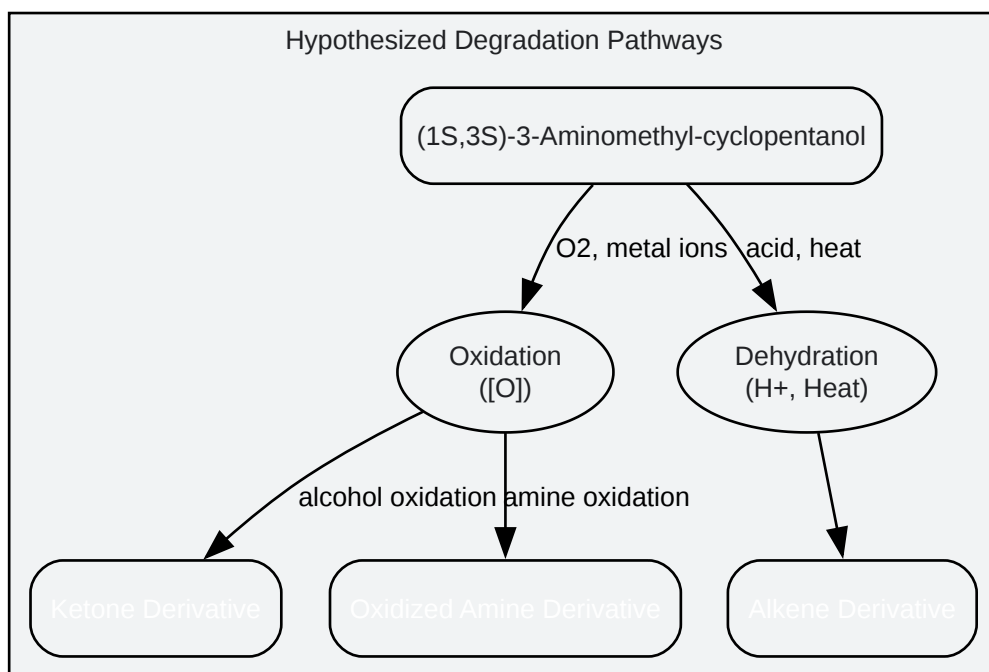 Hypothesized Degradation Pathways
(1S,3S)-3-Aminomethyl-cyclopentanol
O2, metal ions
acid, heat
Oxidation
([O])
Dehydration
(H+, Heat)
alcohol oxidation
amine oxidation
Ketone Derivative
Oxidized Amine Derivative
Alkene Derivative